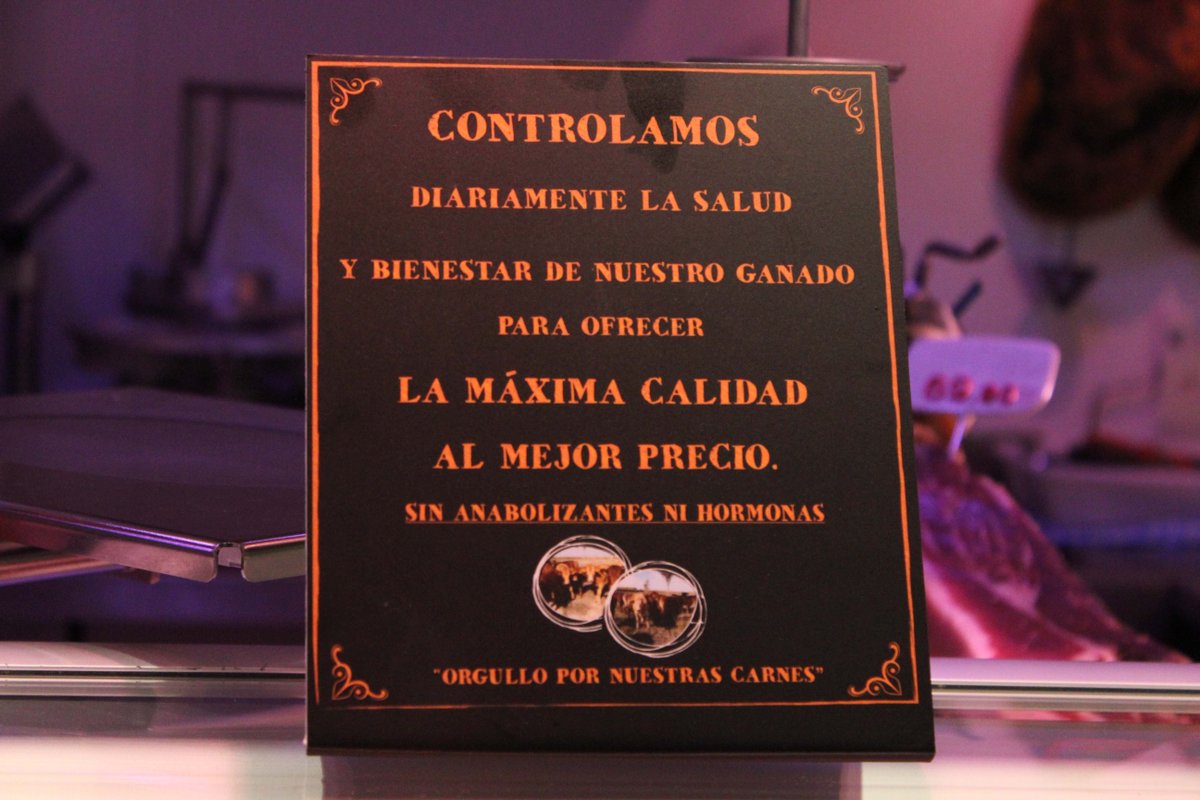 CONTROLAMOS
DIARIAMENTE LA SALUD
Y BIENESTAR DE NUESTRO GANADO
PARA OFRECER
LA MÁXIMA CALIDAD
AL MEJOR PRECIO.
SIN ANABOLIZANTES NI HORMONAS
"ORGULLO POR NUESTRAS CARNES"